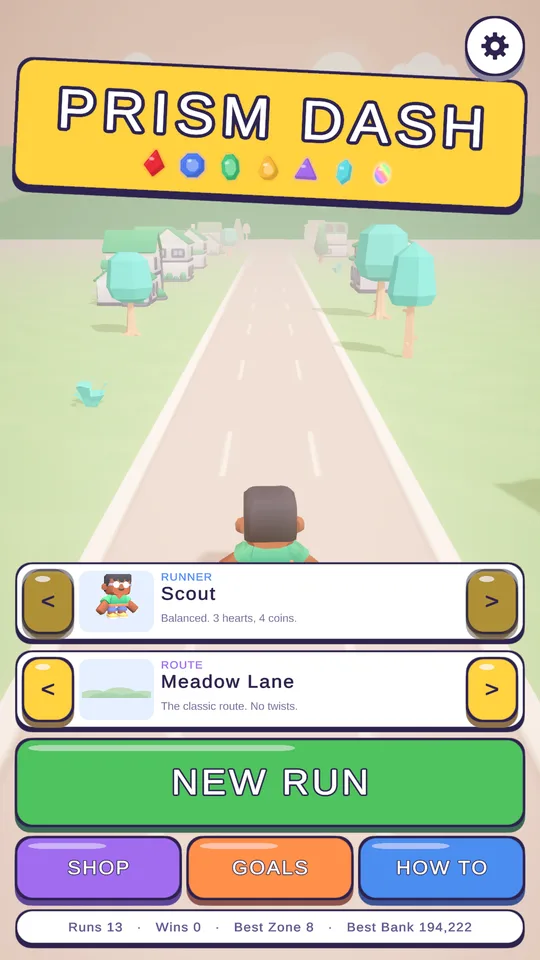 PRISM DASH
RUNNER
< Scout >
Balanced. 3 hearts, 4 coins.
ROUTE
< Meadow Lane >
The classic route. No twists.
NEW RUN
SHOP GOALS HOW TO
Runs 13 · Wins 0 · Best Zone 8 · Best Bank 194,222